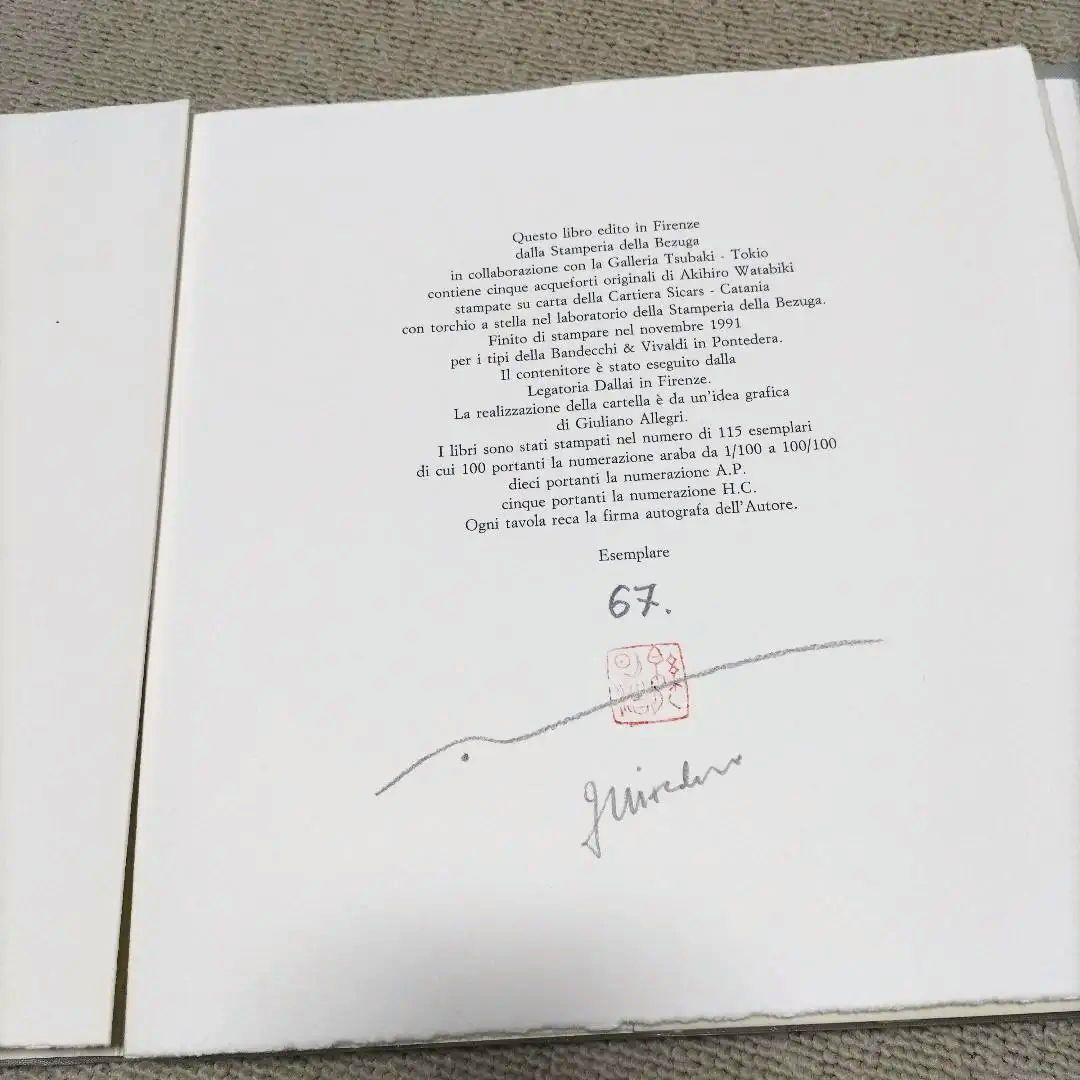 Questo libro edito in Firenze
dalla Stamperia della Bezuga
in collaborazione con la Galleria Tsubaki - Tokio
contiene cinque acqueforti originali di Akihiro Watabiki
stampate su carta della Cartiera Sicars - Catania
con torchio a stella nel laboratorio della Stamperia della Bezuga.
Finito di stampare nel novembre 1991
per i tipi della Bandecchi & Vivaldi in Pontedera.
Il contenitore è stato eseguito dalla
Legatoria Dallai in Firenze.
La realizzazione della cartella è da un'idea grafica
di Giuliano Allegri.
I libri sono stati stampati nel numero di 115 esemplari
di cui 100 portanti la numerazione araba da 1/100 a 100/100
dieci portanti la numerazione A.P.
cinque portanti la numerazione H.C.
Ogni tavola reca la firma autografa dell'Autore.
Esemplare
67.